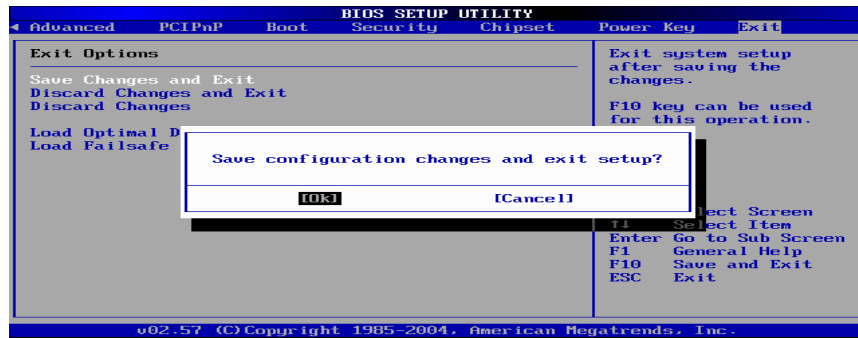 BIOS SETUP UTILITY
Advanced PCIPnP Boot Security Chipset Power Key Exit
Exit Options
Save Changes and Exit
Discard Changes and Exit
Discard Changes
Load Optimal D
Load Failsafe
Exit system setup
after saving the
changes.
F10 key can be used
for this operation.
Save configuration changes and exit setup?
[Ok] [Cancel]
lect Screen
↑↓ Select Item
Enter Go to Sub Screen
F1 General Help
F10 Save and Exit
ESC Exit
v02.57 (C)Copyright 1985-2004, American Megatrends, Inc.